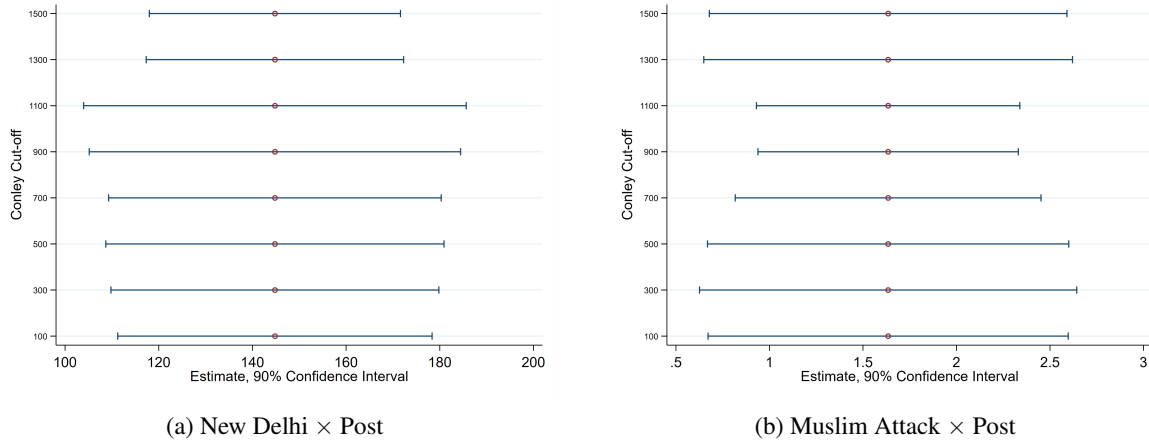 1500
1300
1100
900
700
500
300
100
Conley Cut-off
100 120 140 160 180 200
Estimate, 90% Confidence Interval
(a) New Delhi × Post
1500
1300
1100
900
700
500
300
100
Conley Cut-off
.5 1 1.5 2 2.5 3
Estimate, 90% Confidence Interval
(b) Muslim Attack × Post